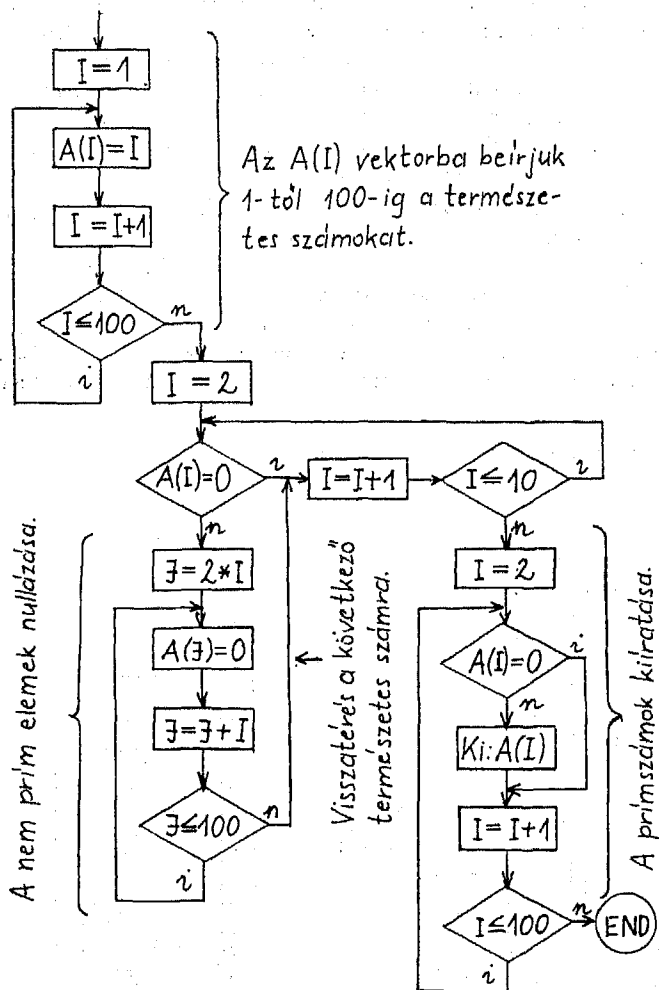 I=1
A(I)=I
I=I+1
I≤100
n
i
Az A(I) vektorba beírjuk
1-től 100-ig a természe-
tes számokat.
I=2
A(I)=0
i
n
I=I+1
I≤10
i
n
J=2*I
A(J)=0
J=J+I
J≤100
n
i
A nem prím elemek nullázása.
Visszatérés a következő
természetes számra.
I=2
A(I)=0
i
n
Ki:A(I)
I=I+1
I≤100
n
i
END
A prímszámok kiíratása.